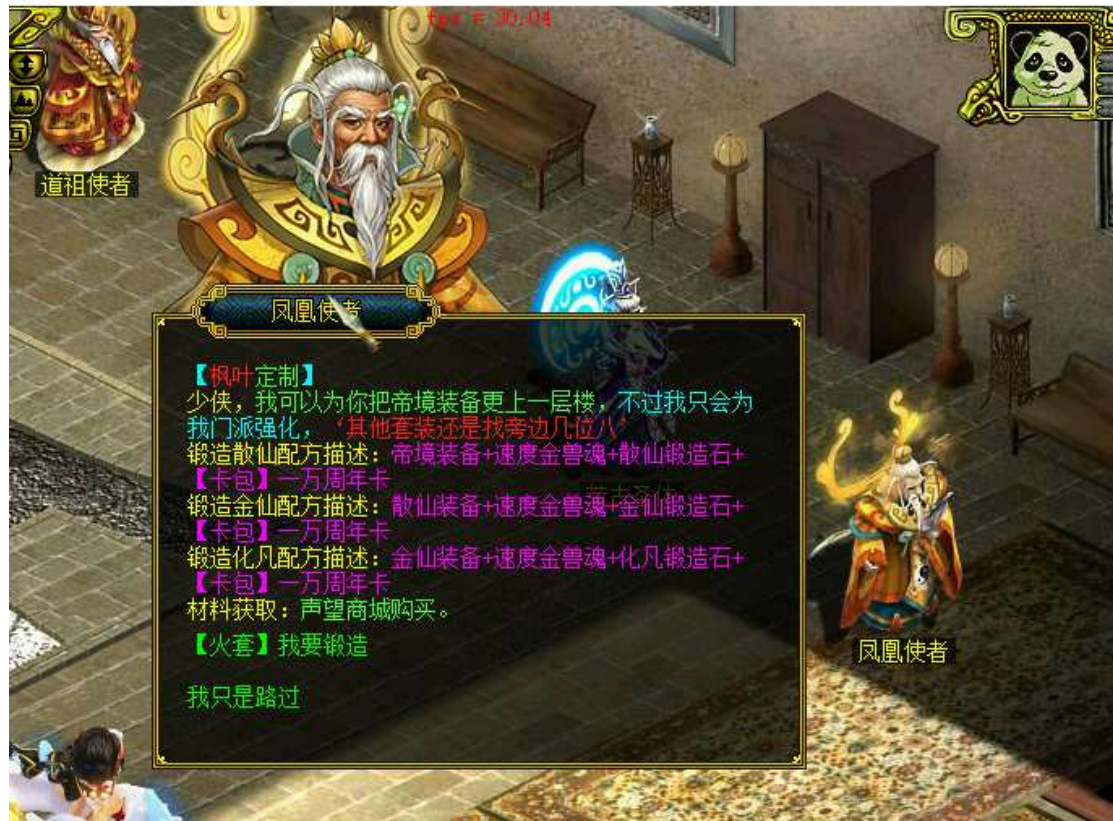 fps = 30.04
道祖使者
凤凰使者
【枫叶定制】
少侠，我可以为你把帝境装备更上一层楼，不过我只会为
我门派强化，‘其他套装还是找旁边几位八’
锻造散仙配方描述：帝境装备+速度金兽魂+散仙锻造石+
【卡包】一万周年卡
锻造金仙配方描述：散仙装备+速度金兽魂+金仙锻造石+
【卡包】一万周年卡
锻造化凡配方描述：金仙装备+速度金兽魂+化凡锻造石+
【卡包】一万周年卡
材料获取：声望商城购买。
【火套】我要锻造
我只是路过
凤凰使者